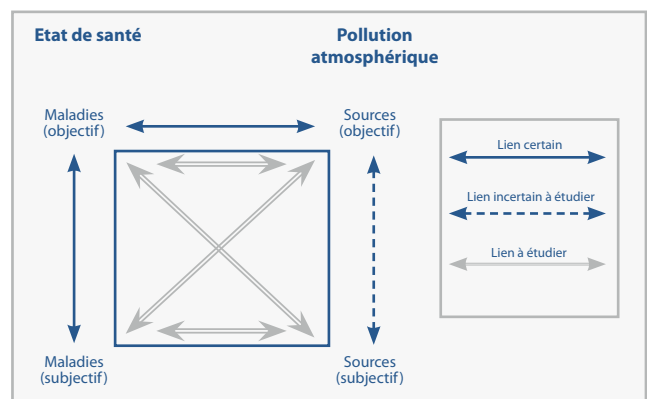 Etat de santé
Pollution
atmosphérique
Maladies
(objectif)
Sources
(objectif)
Lien certain
Lien incertain à étudier
Lien à étudier
Maladies
(subjectif)
Sources
(subjectif)